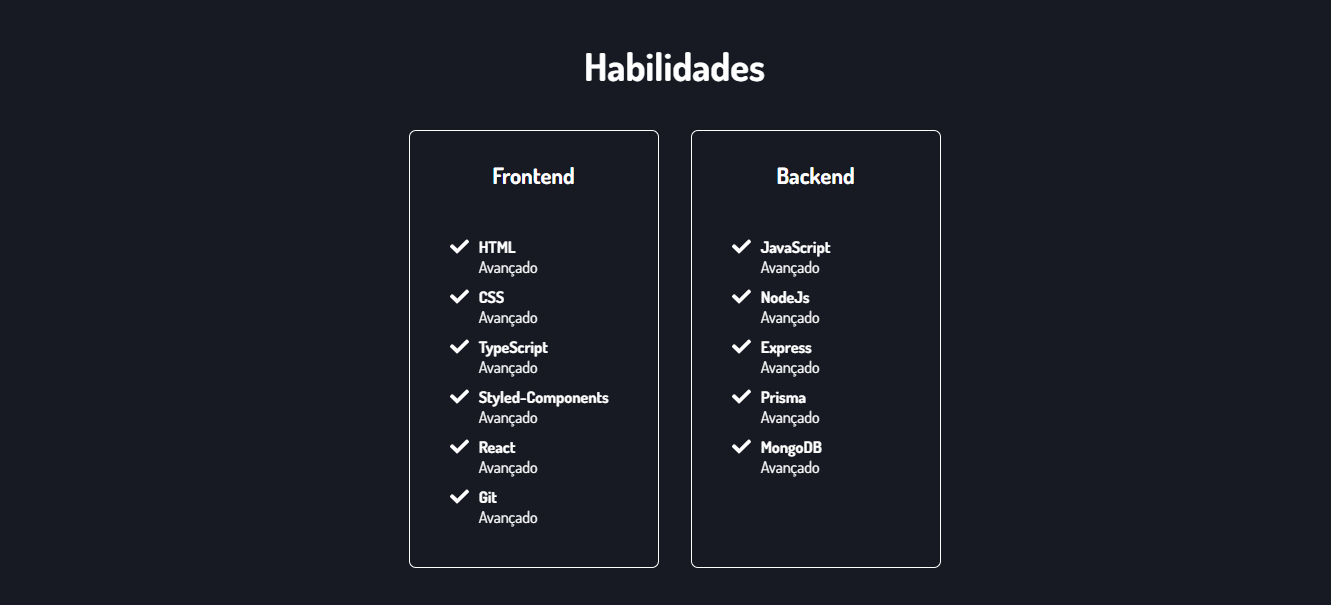 Habilidades
Frontend
HTML
Avançado
CSS
Avançado
TypeScript
Avançado
Styled-Components
Avançado
React
Avançado
Git
Avançado
Backend
JavaScript
Avançado
NodeJs
Avançado
Express
Avançado
Prisma
Avançado
MongoDB
Avançado